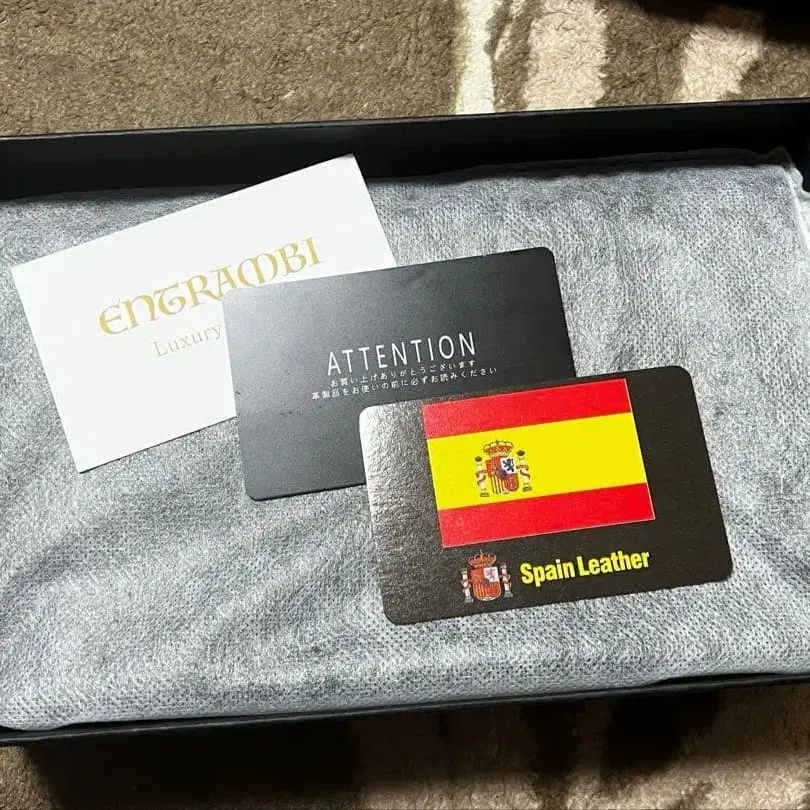 ENTRAMBI
Luxury
ATTENTION
お買い上げありがとうございます
革製品をお使いの前に必ずお読みください
Spain Leather